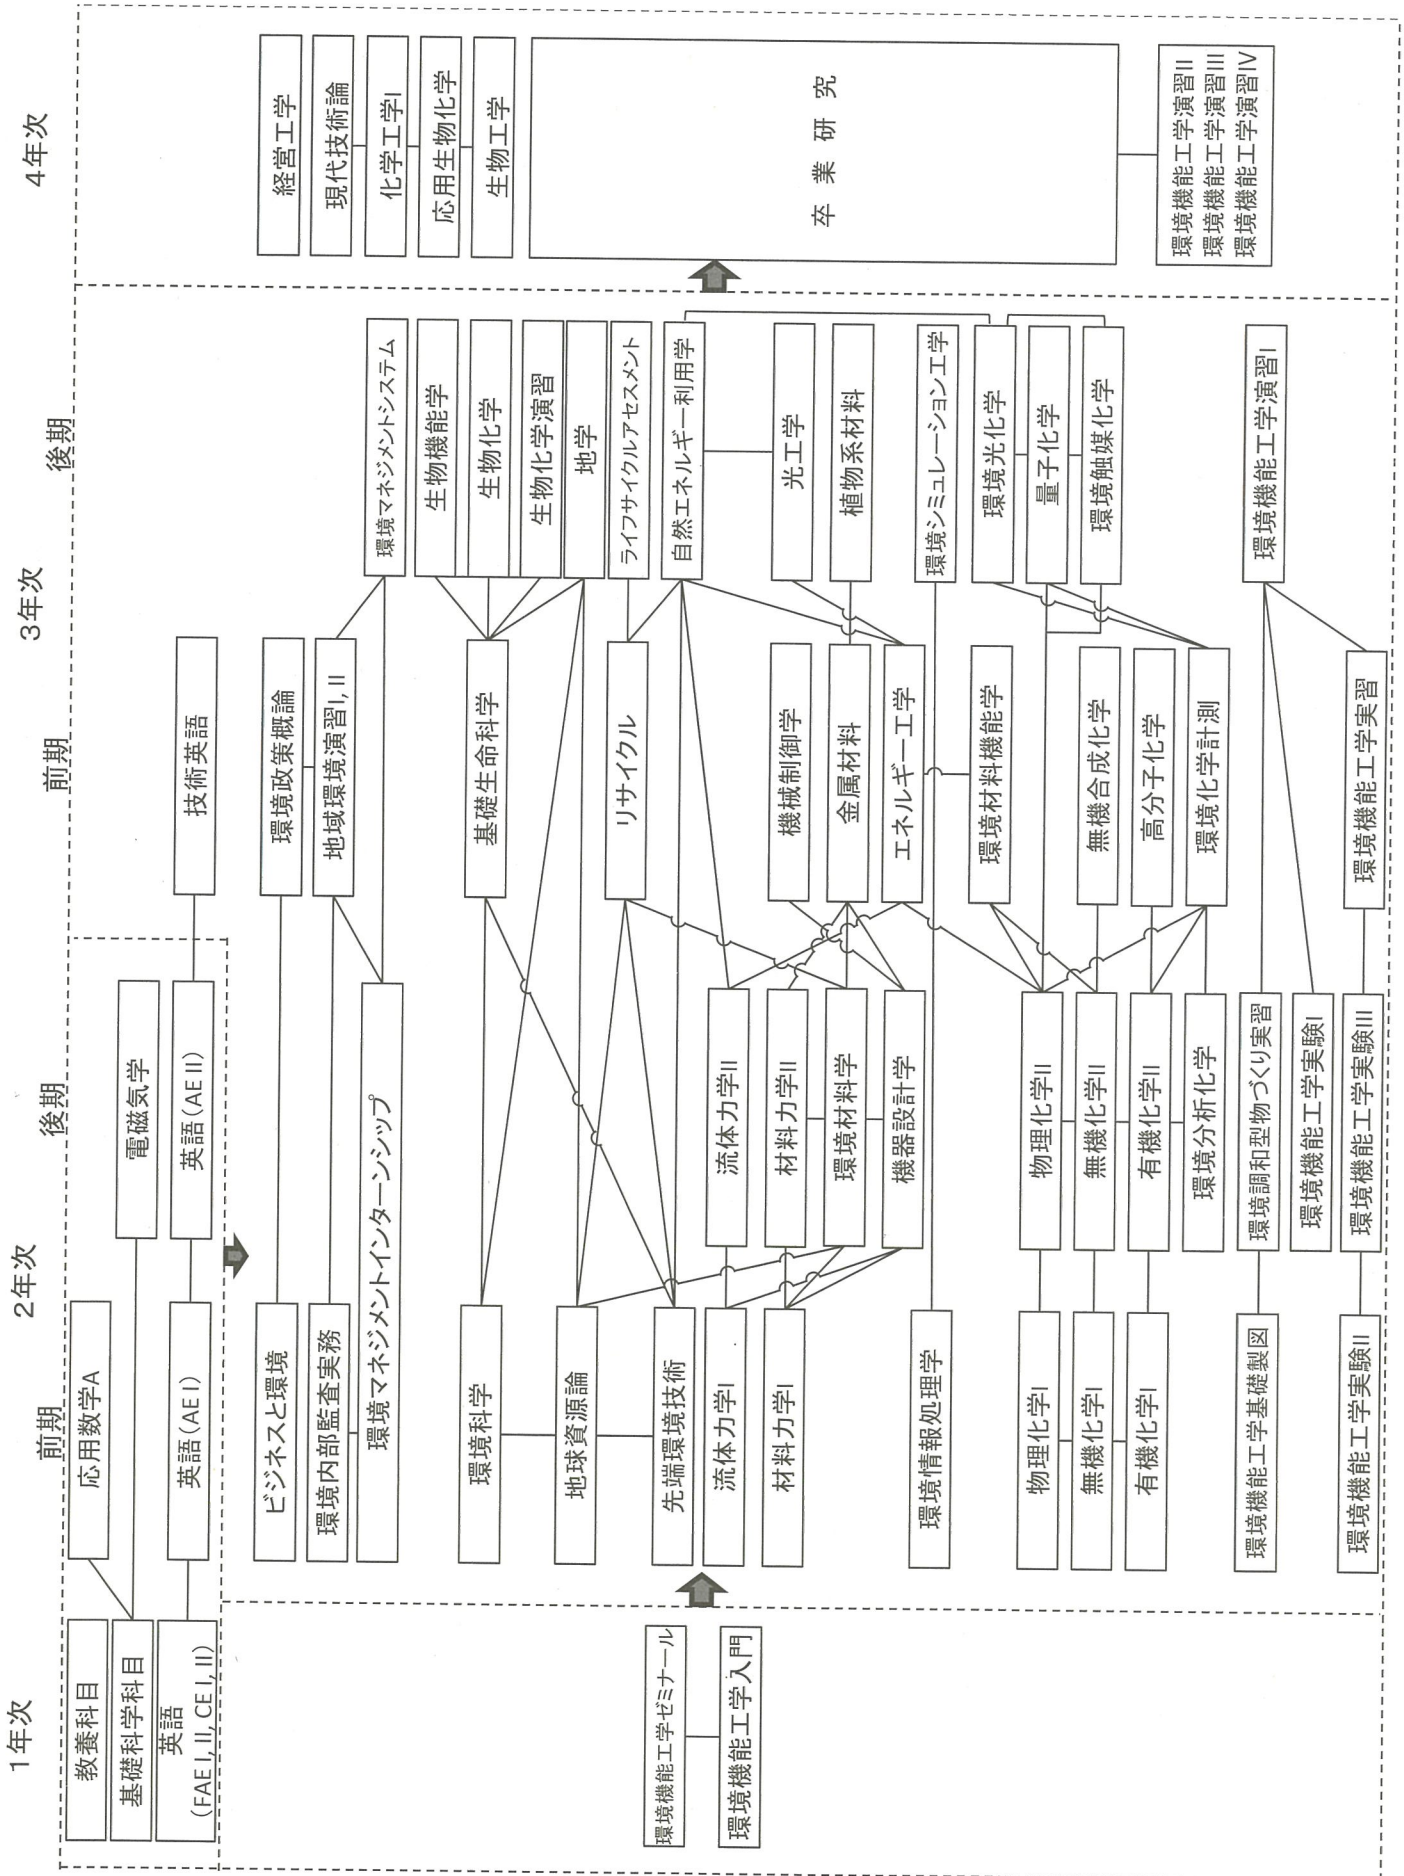 1年次
2年次
3年次
4年次
前期
後期
前期
後期
教養科目
基礎科学科目
英語
(FAE I, II, CE I, II)
環境機能工学ゼミナール
環境機能工学入門
応用数学A
英語(AE I)
ビジネスと環境
環境内部監査実務
環境マネジメントインターンシップ
環境科学
地球資源論
先端環境技術
流体力学I
材料力学I
環境情報処理学
物理化学I
無機化学I
有機化学I
環境機能工学基礎製図
環境機能工学実験II
電磁気学
英語(AE II)
流体力学II
材料力学II
環境材料学
機器設計学
物理化学II
無機化学II
有機化学II
環境分析化学
環境調和型物づくり実習
環境機能工学実験I
環境機能工学実験III
技術英語
環境政策概論
地域環境演習I, II
基礎生命科学
リサイクル
機械制御学
金属材料
エネルギー工学
環境材料機能学
無機合成化学
高分子化学
環境化学計測
環境機能工学実習
環境マネジメントシステム
生物機能学
生物化学
生物化学演習
地学
ライフサイクルアセスメント
自然エネルギー利用学
光工学
植物系材料
環境シミュレーション工学
環境光化学
量子化学
環境触媒化学
環境機能工学演習I
経営工学
現代技術論
化学工学I
応用生物化学
生物工学
卒業研究
環境機能工学演習II
環境機能工学演習III
環境機能工学演習IV